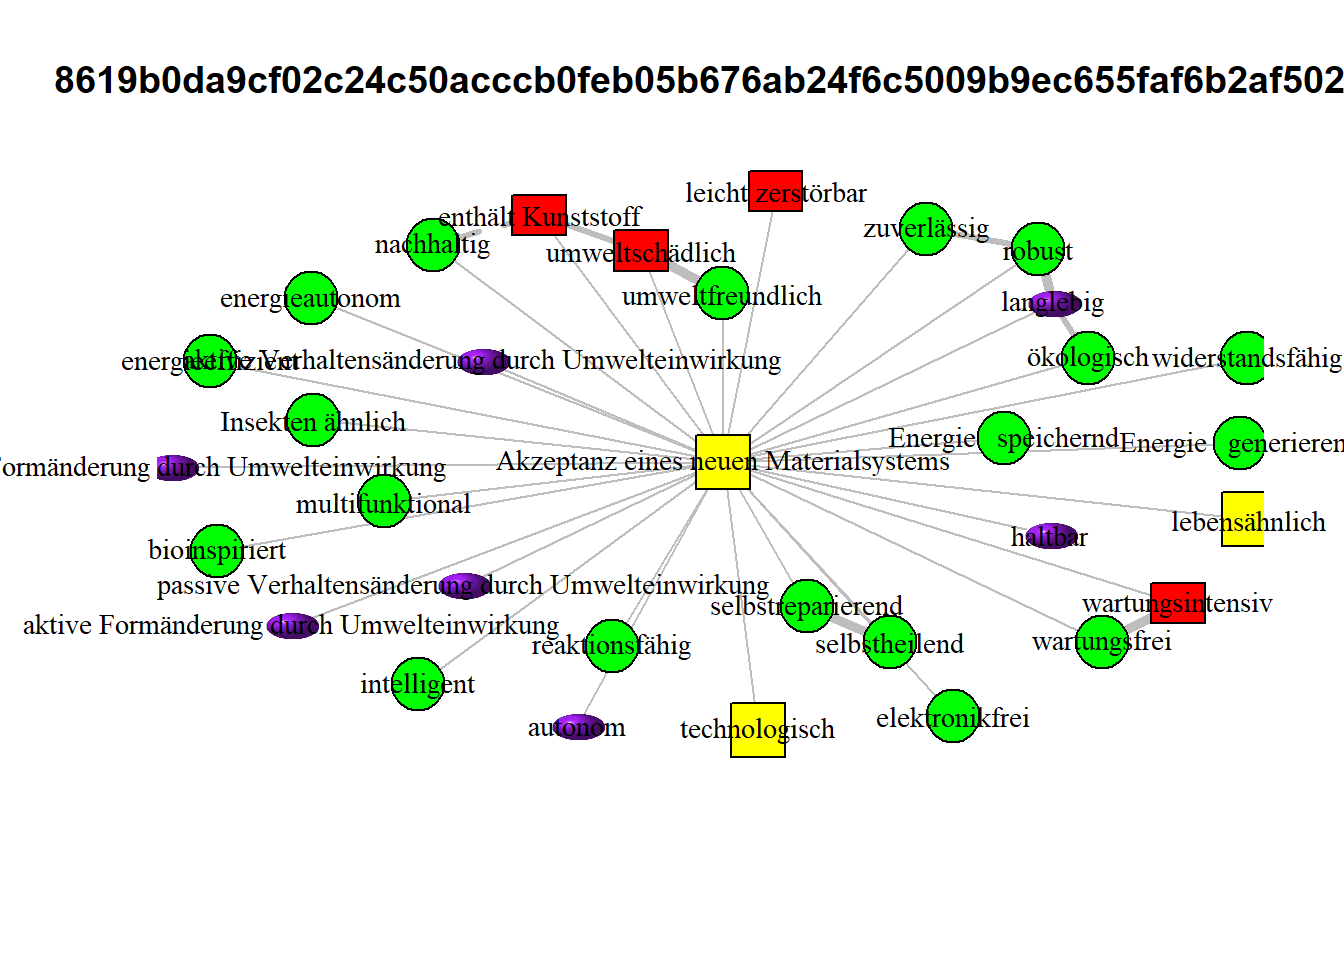 8619b0da9cf02c24c50acccb0feb05b676ab24f6c5009b9ec655faf6b2af502
leicht zerstörbar
enthält Kunststoff
zuverlässig
nachhaltig
umweltschädlich
robust
energieautonom
umweltfreundlich
langlebig
energieeffizient
aktive Verhaltensänderung durch Umwelteinwirkung
ökologisch
widerstandsfähig
Insekten ähnlich
Energie speichernd
Energie generieren
Formänderung durch Umwelteinwirkung
Akzeptanz eines neuen Materialsystems
multifunktional
lebensähnlich
haltbar
bioinspiriert
passive Verhaltensänderung durch Umwelteinwirkung
selbstreparierend
wartungsintensiv
aktive Formänderung durch Umwelteinwirkung
reaktionsfähig
selbstheilend
wartungsfrei
intelligent
autonom
technologisch
elektronikfrei